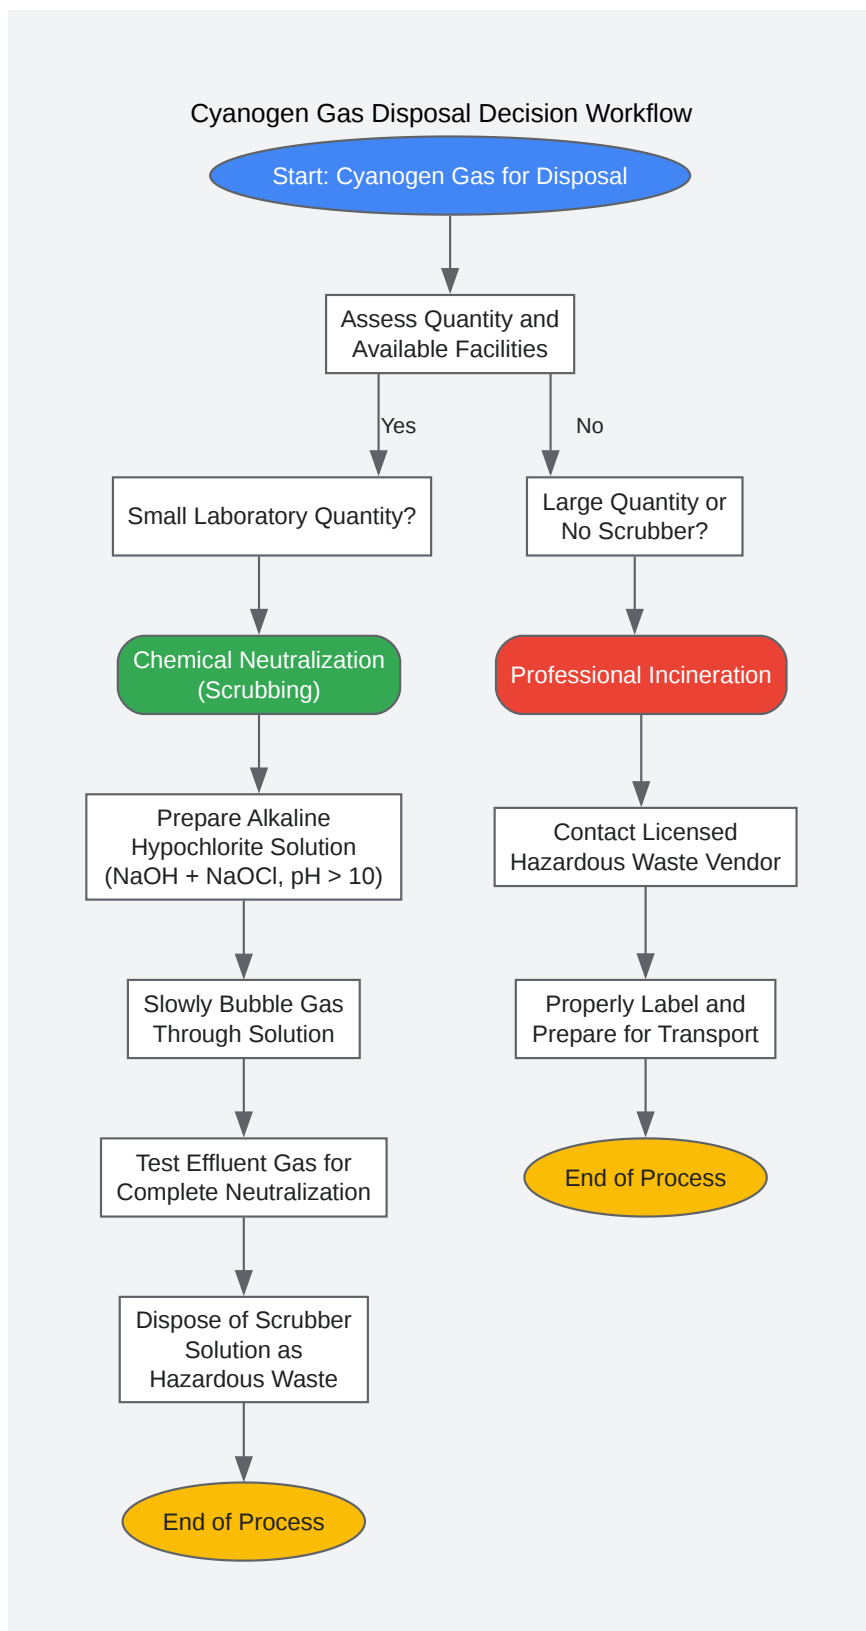 Cyanogen Gas Disposal Decision Workflow
Start: Cyanogen Gas for Disposal
Assess Quantity and
Available Facilities
Yes
No
Small Laboratory Quantity?
Large Quantity or
No Scrubber?
Chemical Neutralization
(Scrubbing)
Professional Incineration
Prepare Alkaline
Hypochlorite Solution
(NaOH + NaOCl, pH > 10)
Contact Licensed
Hazardous Waste Vendor
Slowly Bubble Gas
Through Solution
Properly Label and
Prepare for Transport
Test Effluent Gas for
Complete Neutralization
End of Process
Dispose of Scrubber
Solution as
Hazardous Waste
End of Process